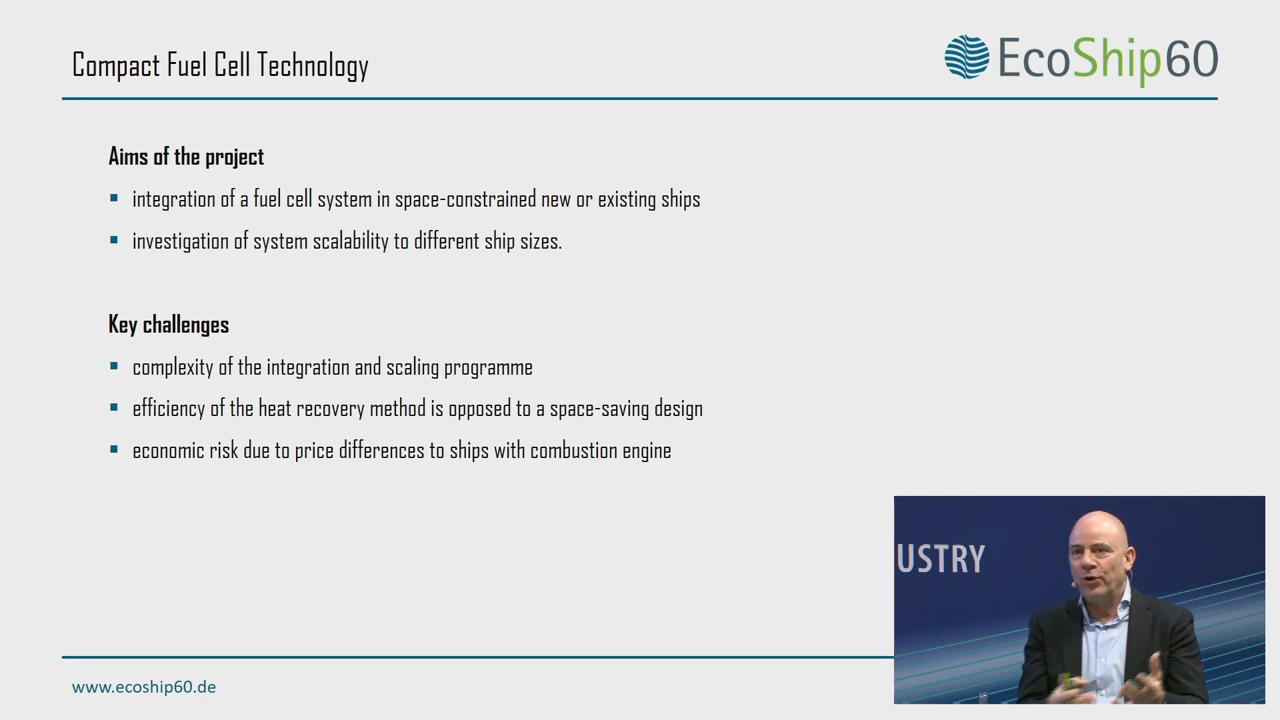 Compact Fuel Cell Technology
EcoShip60
Aims of the project
integration of a fuel cell system in space-constrained new or existing ships
investigation of system scalability to different ship sizes.
Key challenges
complexity of the integration and scaling programme
efficiency of the heat recovery method is opposed to a space-saving design
economic risk due to price differences to ships with combustion engine
USTRY
www.ecoship60.de